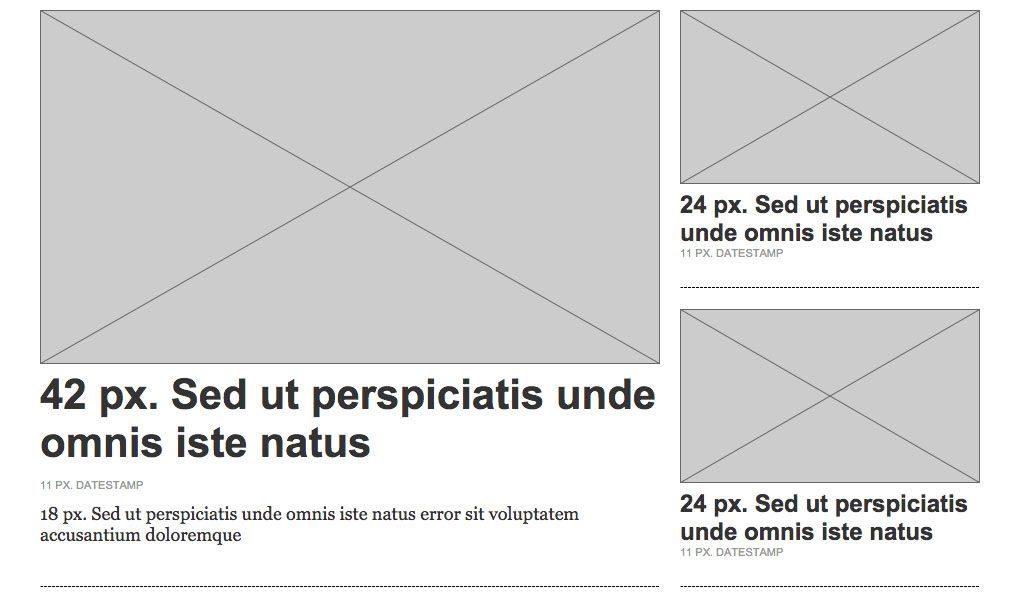 42 px. Sed ut perspiciatis unde
omnis iste natus
11 PX. DATESTAMP
18 px. Sed ut perspiciatis unde omnis iste natus error sit voluptatem
accusantium doloremque
24 px. Sed ut perspiciatis
unde omnis iste natus
11 PX. DATESTAMP
24 px. Sed ut perspiciatis
unde omnis iste natus
11 PX. DATESTAMP